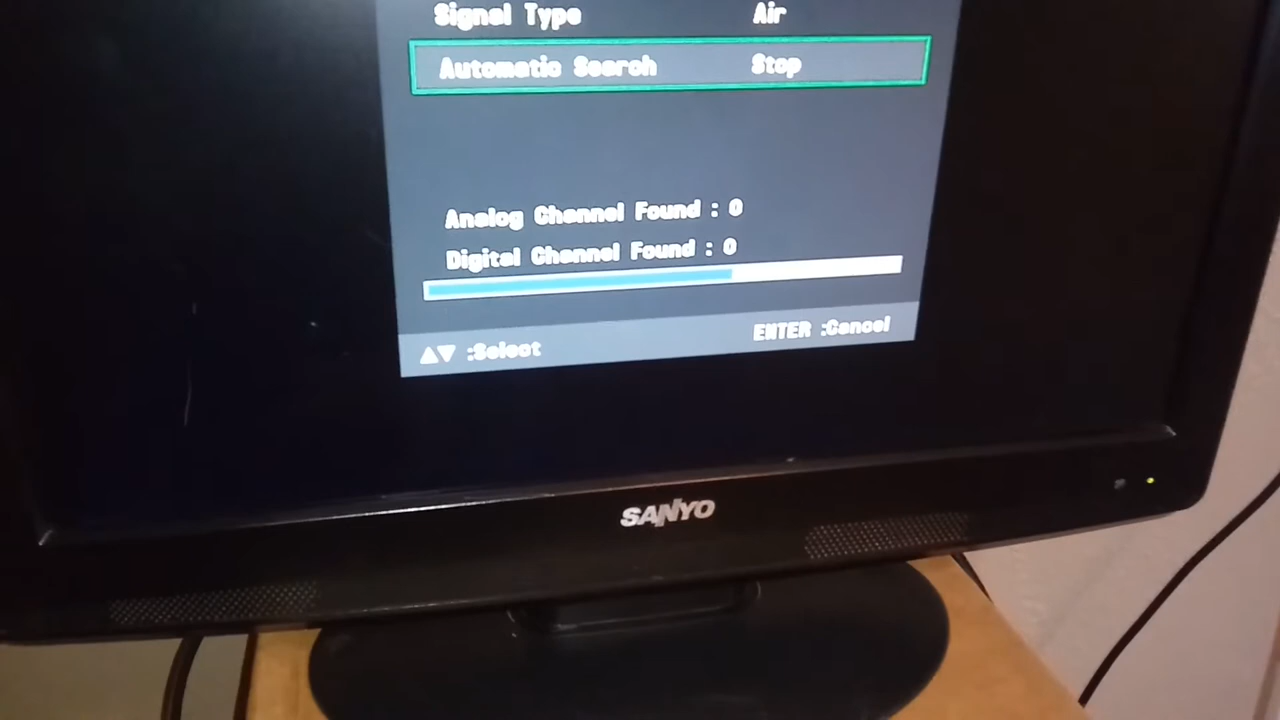 Signal Type Air
Automatic Search Stop
Analog Channel Found : 0
Digital Channel Found : 0
▲▼ :Select ENTER :Cancel
SANYO